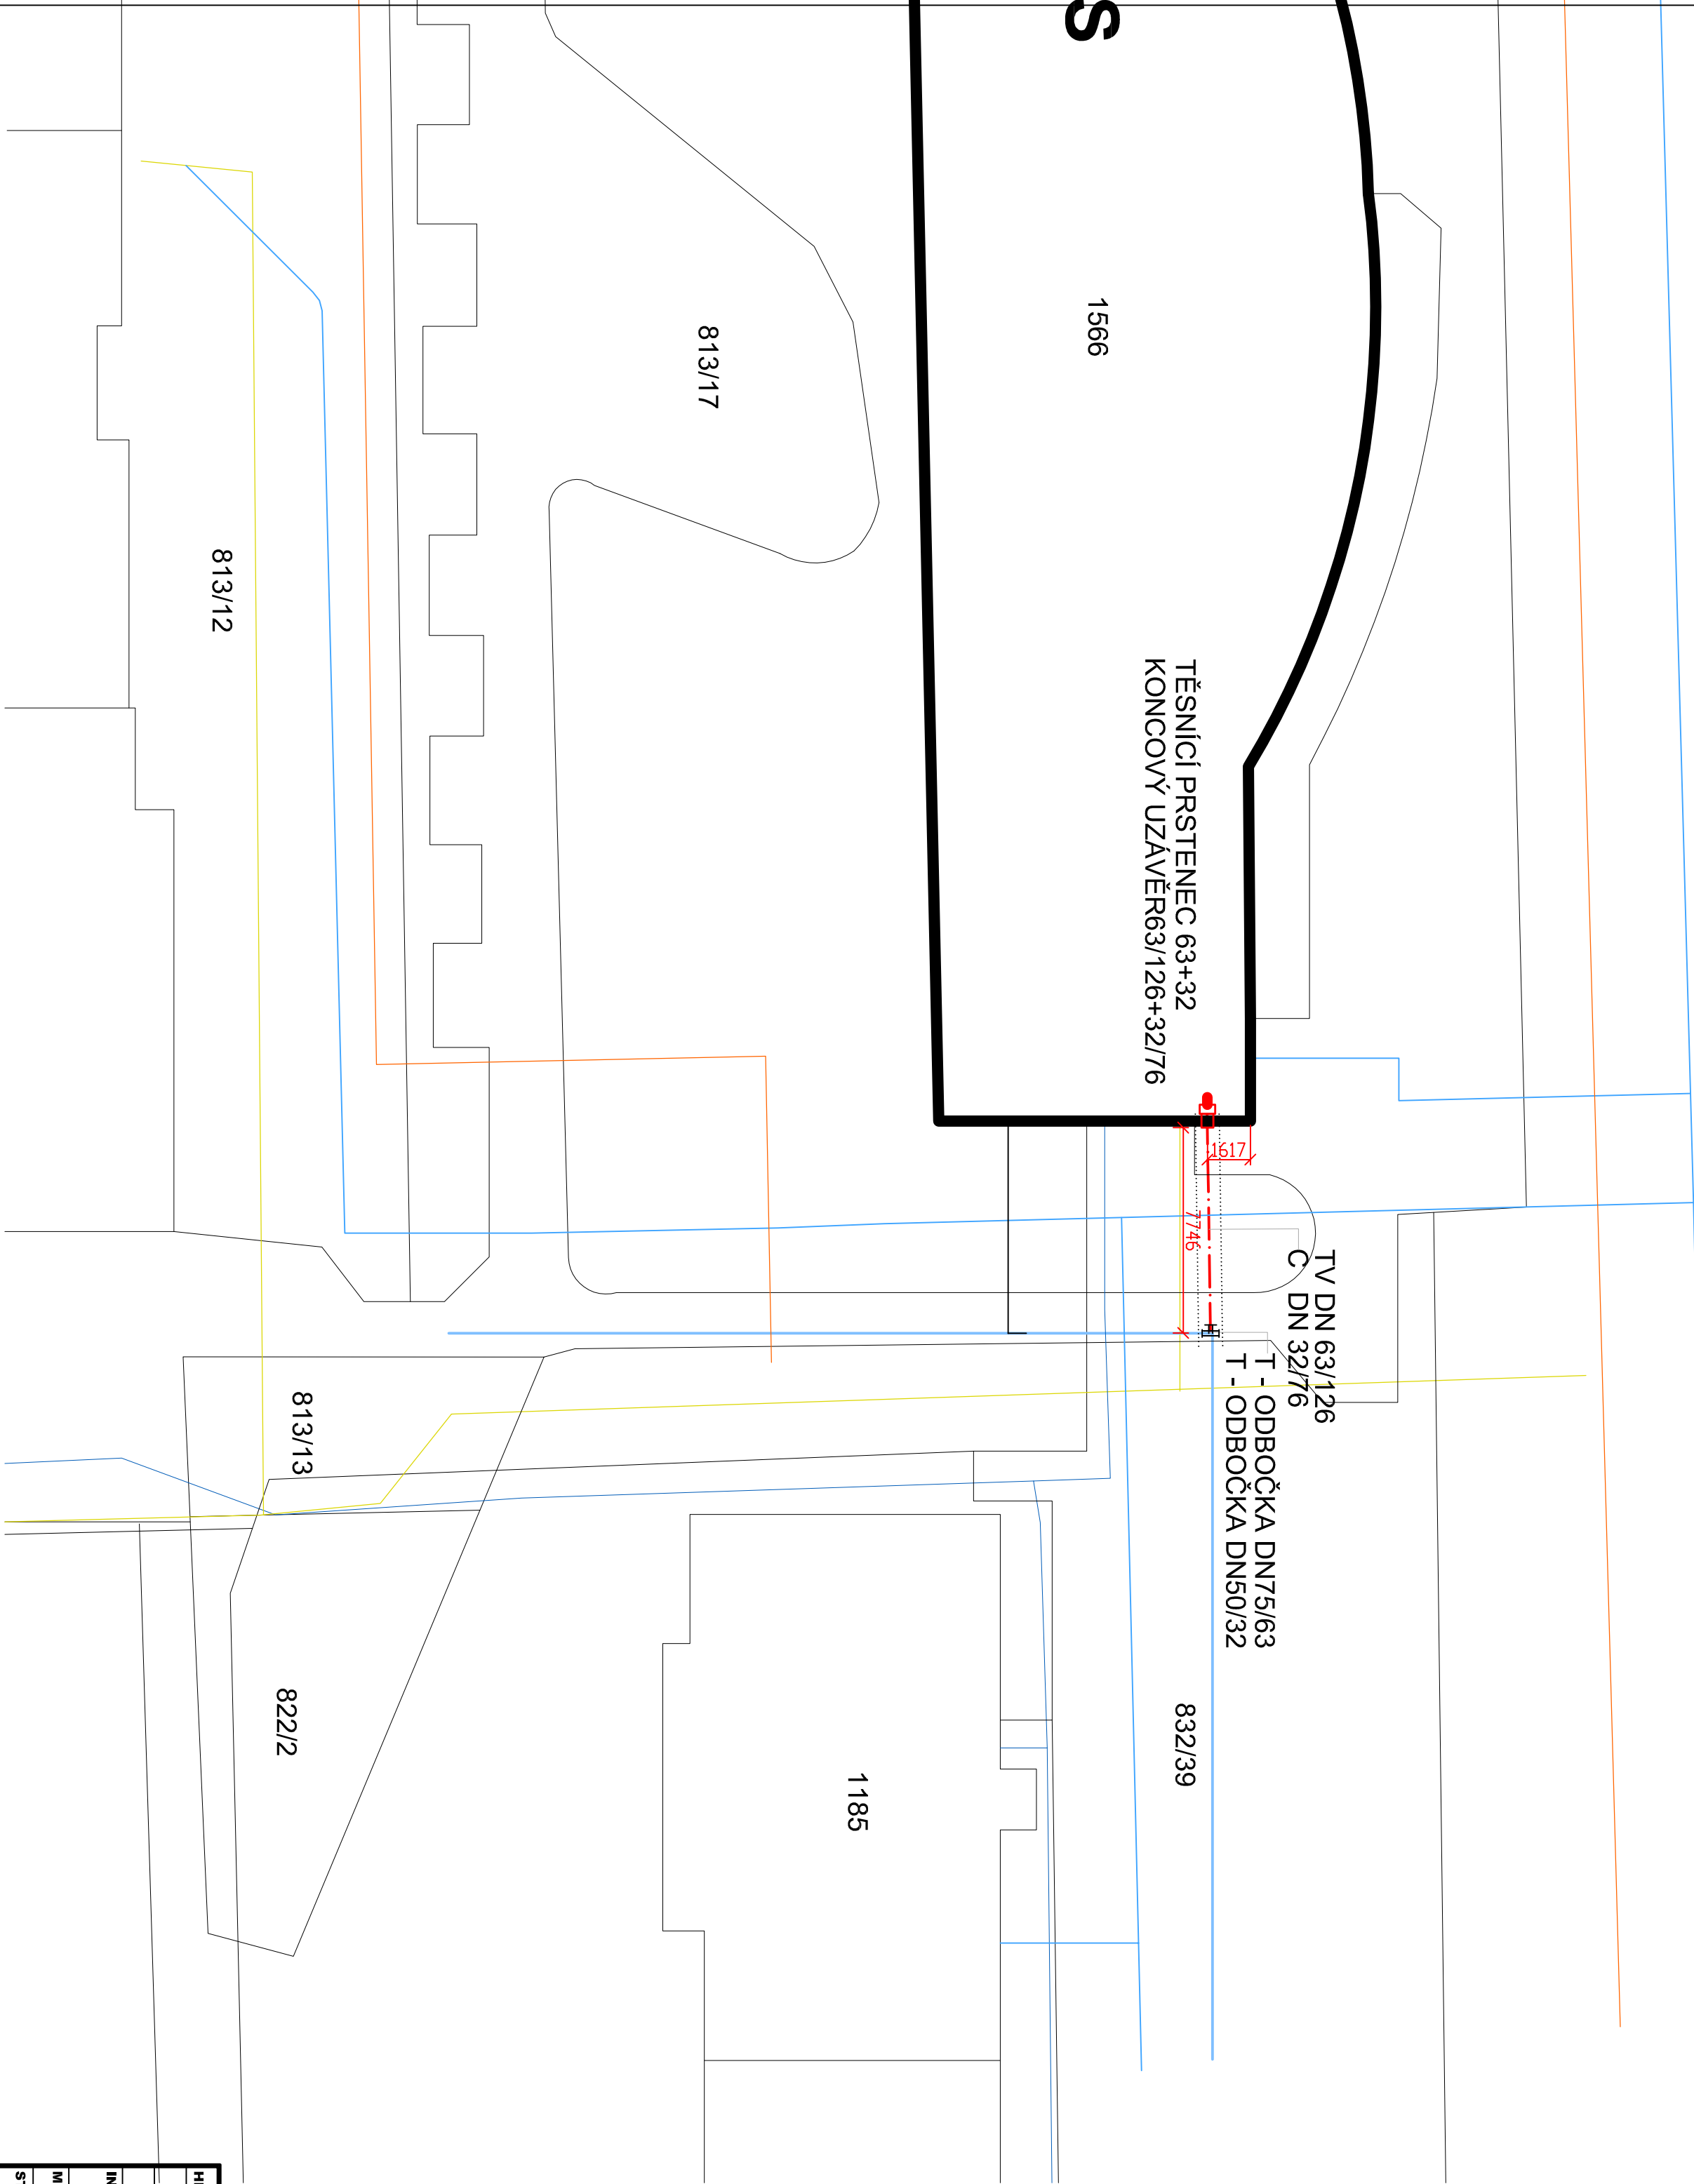 S
1566
813/17
813/12
TĚSNÍCÍ PRSTENEC 63+32
KONCOVÝ UZÁVĚR63/126+32/76
1617
7746
TV DN 63/126
C DN 32/76
T - ODBOČKA DN75/63
T - ODBOČKA DN50/32
813/13
822/2
832/39
1185